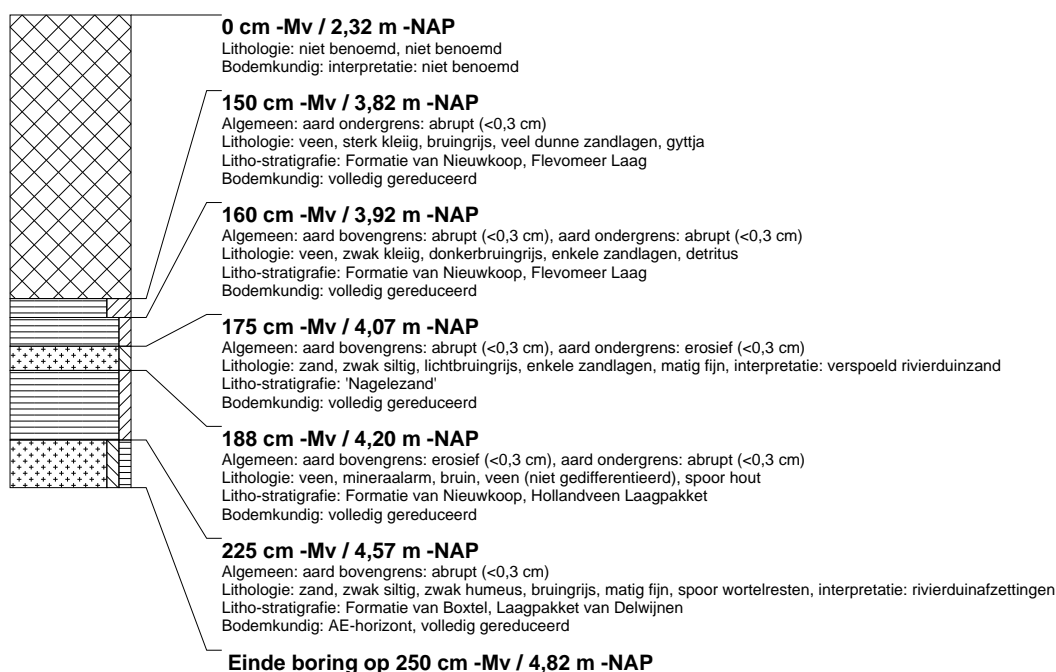 0 cm -Mv / 2,32 m -NAP
Lithologie: niet benoemd, niet benoemd
Bodemkundig: interpretatie: niet benoemd
150 cm -Mv / 3,82 m -NAP
Algemeen: aard ondergrens: abrupt (<0,3 cm)
Lithologie: veen, sterk kleiig, bruingrijs, veel dunne zandlagen, gyttja
Litho-stratigrafie: Formatie van Nieuwkoop, Flevomeer Laag
Bodemkundig: volledig gereduceerd
160 cm -Mv / 3,92 m -NAP
Algemeen: aard bovengrens: abrupt (<0,3 cm), aard ondergrens: abrupt (<0,3 cm)
Lithologie: veen, zwak kleiig, donkerbruingrijs, enkele zandlagen, detritus
Litho-stratigrafie: Formatie van Nieuwkoop, Flevomeer Laag
Bodemkundig: volledig gereduceerd
175 cm -Mv / 4,07 m -NAP
Algemeen: aard bovengrens: abrupt (<0,3 cm), aard ondergrens: erosief (<0,3 cm)
Lithologie: zand, zwak siltig, lichtbruingrijs, enkele zandlagen, matig fijn, interpretatie: verspoeld rivierduinzand
Litho-stratigrafie: 'Nagelezand'
Bodemkundig: volledig gereduceerd
188 cm -Mv / 4,20 m -NAP
Algemeen: aard bovengrens: erosief (<0,3 cm), aard ondergrens: abrupt (<0,3 cm)
Lithologie: veen, mineraalarm, bruin, veen (niet gedifferentieerd), spoor hout
Litho-stratigrafie: Formatie van Nieuwkoop, Hollandveen Laagpakket
Bodemkundig: volledig gereduceerd
225 cm -Mv / 4,57 m -NAP
Algemeen: aard bovengrens: abrupt (<0,3 cm)
Lithologie: zand, zwak siltig, zwak humeus, bruingrijs, matig fijn, spoor wortelresten, interpretatie: rivierduinafzettingen
Litho-stratigrafie: Formatie van Boxtel, Laagpakket van Delwijnen
Bodemkundig: AE-horizont, volledig gereduceerd
Einde boring op 250 cm -Mv / 4,82 m -NAP